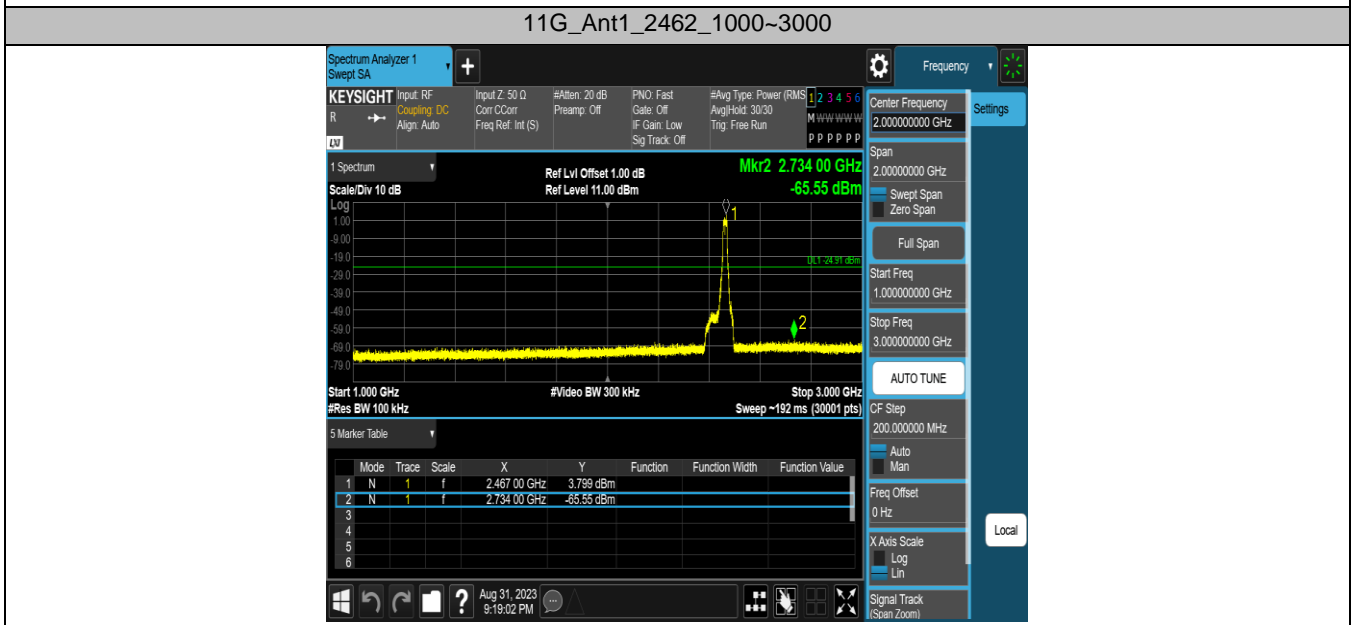 11G_Ant1_2462_1000~3000
Spectrum Analyzer 1
Swept SA
+
Frequency
KEYSIGHT
Input: RF
Coupling: DC
Align: Auto
R
LXI
Input Z: 50 Ω
Corr CCorr
Freq Ref: Int (S)
#Atten: 20 dB
Preamp: Off
PNO: Fast
Gate: Off
IF Gain: Low
Sig Track: Off
#Avg Type: Power (RMS
Avg|Hold: 30/30
Trig: Free Run
1 2 3 4 5 6
M W W W W W
P P P P P P
1 Spectrum
Scale/Div 10 dB
Ref Lvl Offset 1.00 dB
Ref Level 11.00 dBm
Mkr2 2.734 00 GHz
-65.55 dBm
Log
1.00
-9.00
-19.0
-29.0
-39.0
-49.0
-59.0
-69.0
-79.0
1
DL1 -24.91 dBm
2
Start 1.000 GHz
#Video BW 300 kHz
Stop 3.000 GHz
#Res BW 100 kHz
Sweep ~192 ms (30001 pts)
5 Marker Table
Mode Trace Scale X Y Function Function Width Function Value
1 N 1 f 2.467 00 GHz 3.799 dBm
2 N 1 f 2.734 00 GHz -65.55 dBm
3
4
5
6
?
Aug 31, 2023
9:19:02 PM
Center Frequency
2.000000000 GHz
Settings
Span
2.00000000 GHz
Swept Span
Zero Span
Full Span
Start Freq
1.000000000 GHz
Stop Freq
3.000000000 GHz
AUTO TUNE
CF Step
200.000000 MHz
Auto
Man
Freq Offset
0 Hz
Local
X Axis Scale
Log
Lin
Signal Track
(Span Zoom)